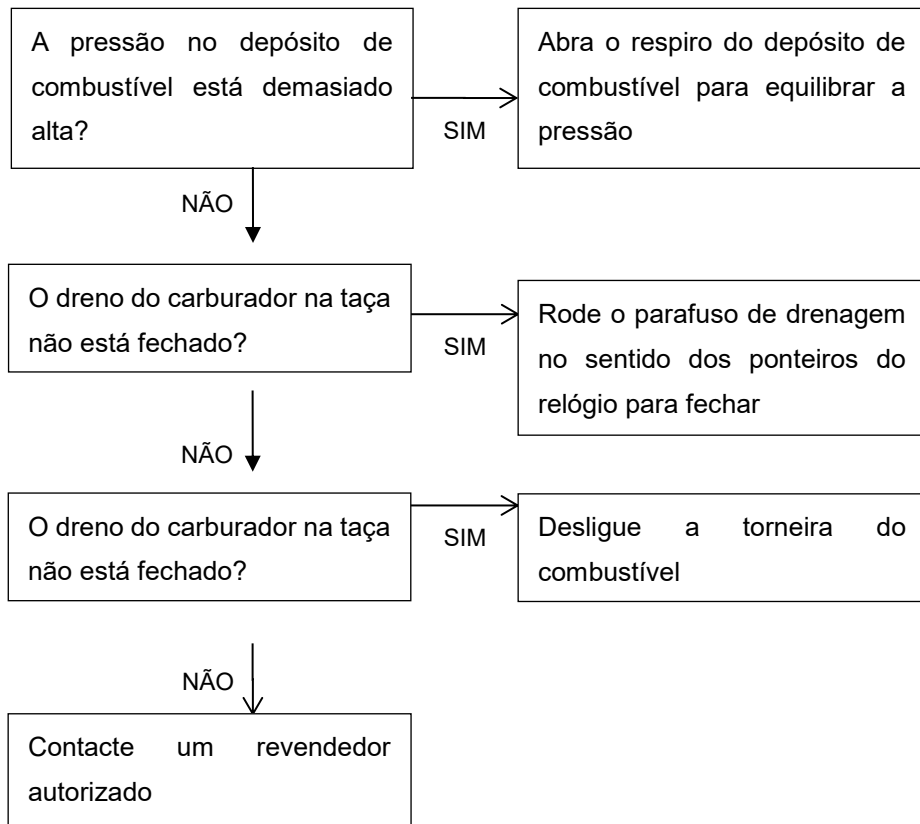 A pressão no depósito de
combustível está demasiado
alta?
SIM
Abra o respiro do depósito de
combustível para equilibrar a
pressão
NÃO
O dreno do carburador na taça
não está fechado?
SIM
Rode o parafuso de drenagem
no sentido dos ponteiros do
relógio para fechar
NÃO
O dreno do carburador na taça
não está fechado?
SIM
Desligue a torneira do
combustível
NÃO
Contacte um revendedor
autorizado